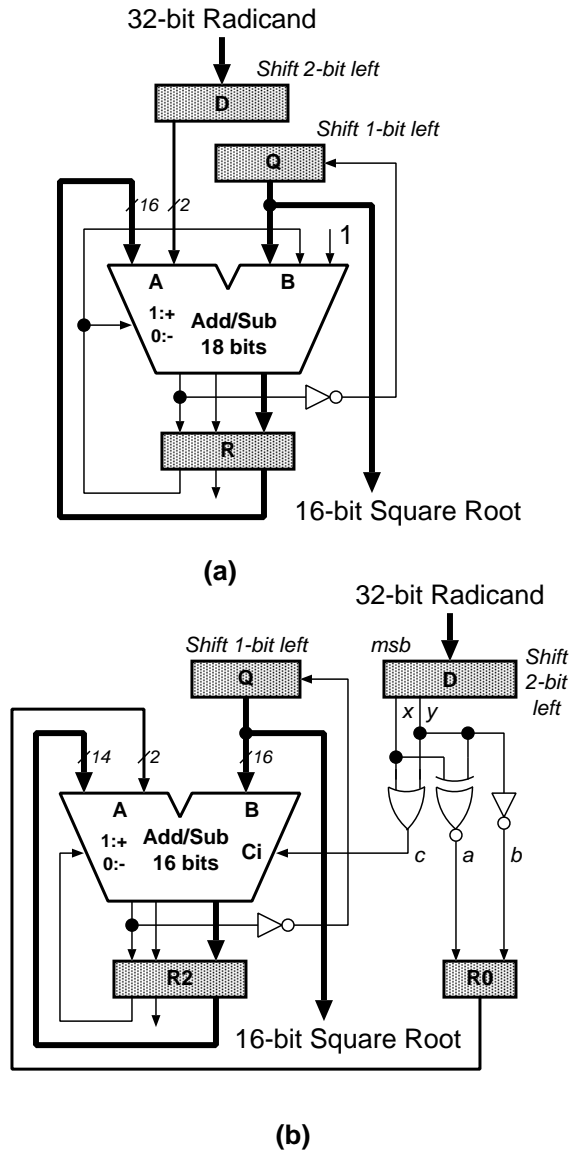 32-bit Radicand
Shift 2-bit left
D
Shift 1-bit left
Q
16
2
1
A
B
1:+
0:-
Add/Sub
18 bits
R
16-bit Square Root
(a)
32-bit Radicand
Shift 1-bit left
msb
Q
D
Shift
2-bit
left
x
y
14
2
16
A
B
1:+
0:-
Add/Sub
16 bits
Ci
c
a
b
R2
R0
16-bit Square Root
(b)